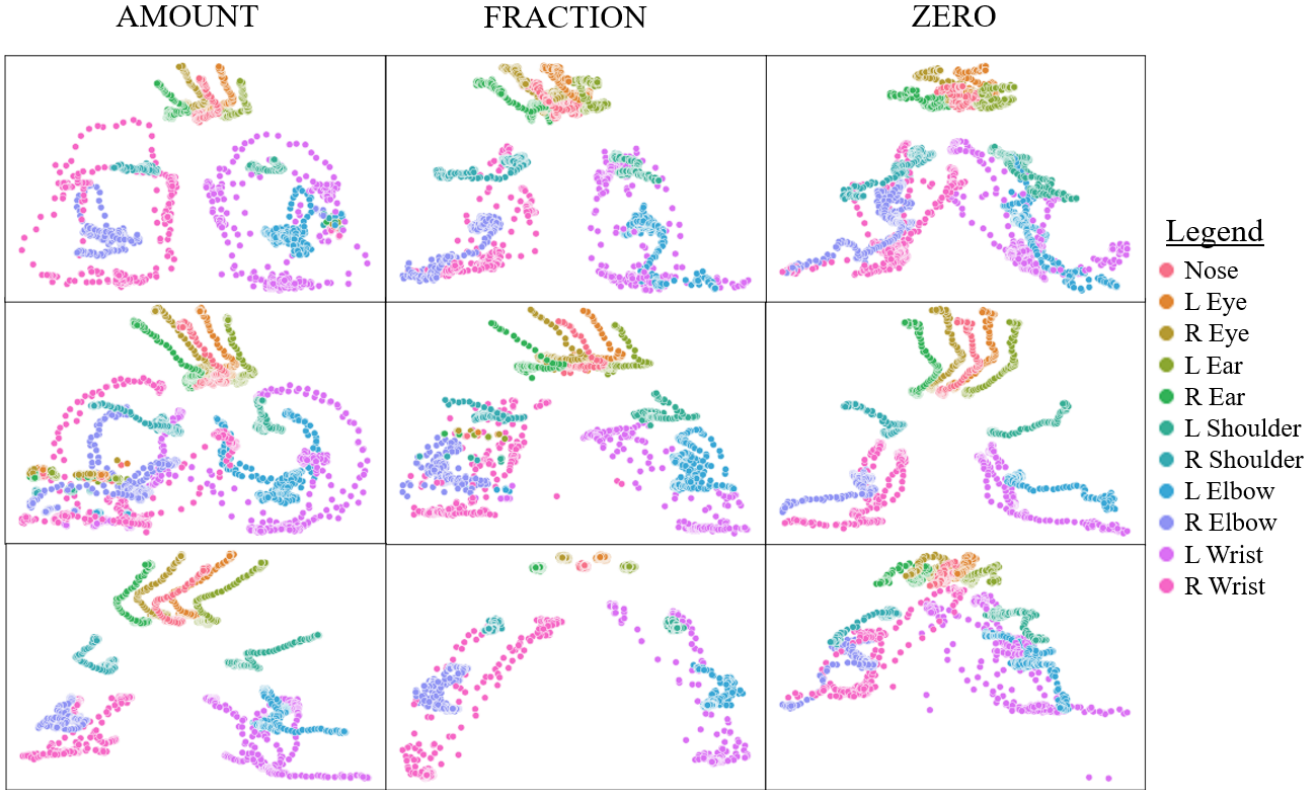 AMOUNT FRACTION ZERO
Legend
Nose
L Eye
R Eye
L Ear
R Ear
L Shoulder
R Shoulder
L Elbow
R Elbow
L Wrist
R Wrist